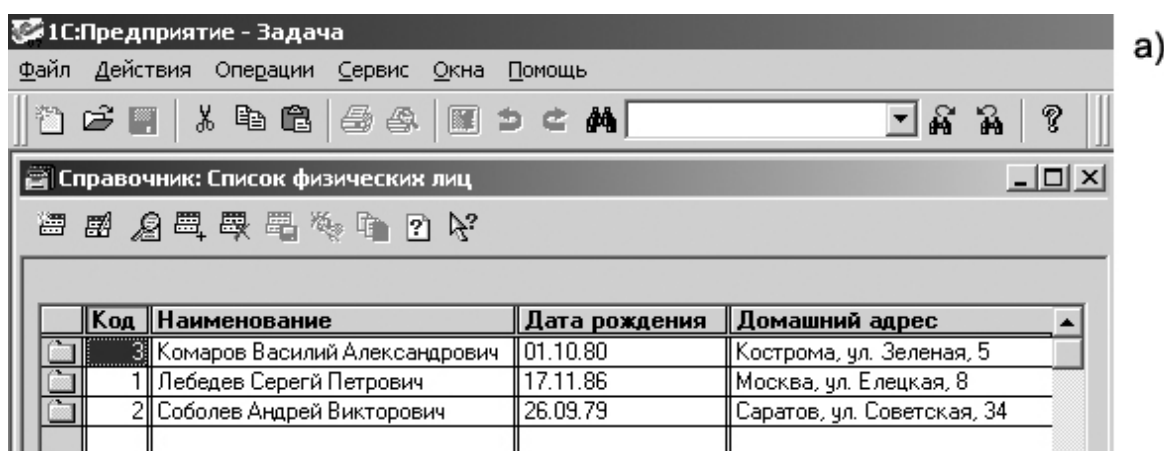 1С:Предприятие - Задача
а)
Файл Действия Операции Сервис Окна Помощь
Справочник: Список физических лиц
Код Наименование Дата рождения Домашний адрес
3 Комаров Василий Александрович 01.10.80 Кострома, ул. Зеленая, 5
1 Лебедев Серегй Петрович 17.11.86 Москва, ул. Елецкая, 8
2 Соболев Андрей Викторович 26.09.79 Саратов, ул. Советская, 34